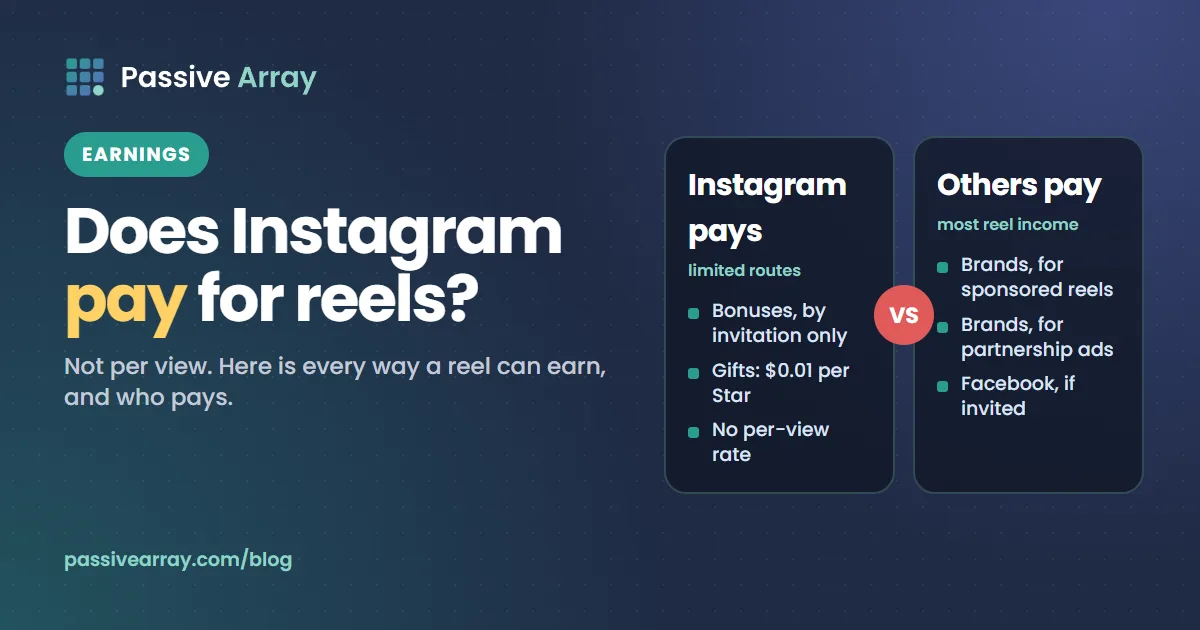 Passive Array
EARNINGS
Does Instagram
pay for reels?
Not per view. Here is every way a reel can earn,
and who pays.
passivearray.com/blog
Instagram
pays
limited routes
Bonuses, by
invitation only
Gifts: $0.01 per
Star
No per-view
rate
VS
Others pay
most reel income
Brands, for
sponsored reels
Brands, for
partnership ads
Facebook, if
invited